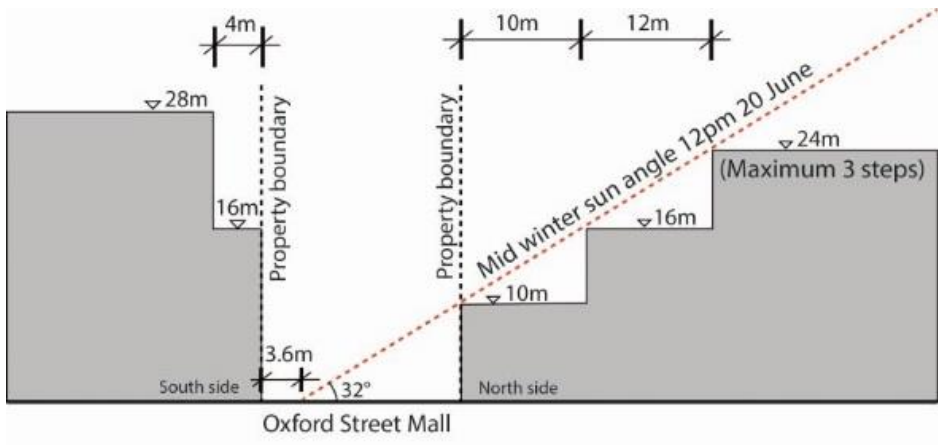 4m
10m
12m
28m
16m
Property boundary
Property boundary
Mid winter sun angle 12pm 20 June
24m
(Maximum 3 steps)
16m
10m
3.6m
32°
South side
North side
Oxford Street Mall